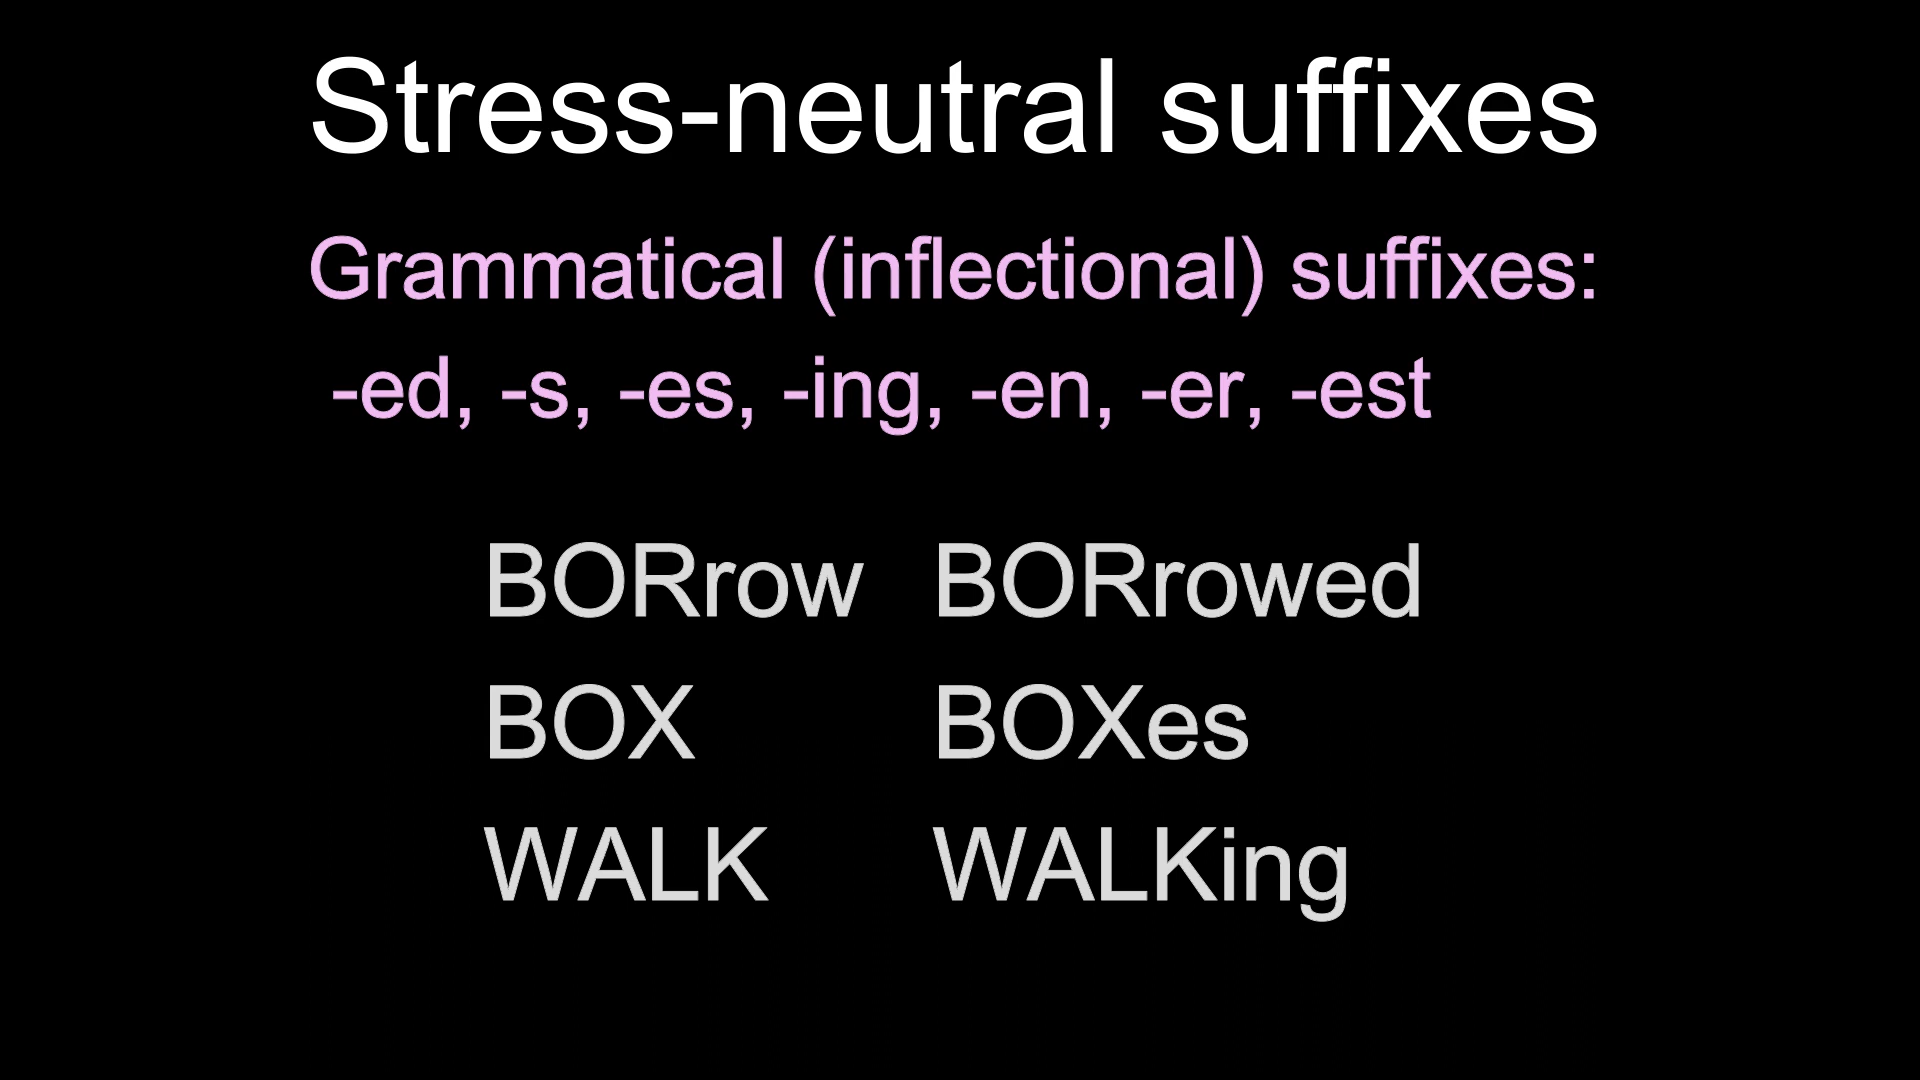 Stress-neutral suffixes
Grammatical (inflectional) suffixes:
-ed, -s, -es, -ing, -en, -er, -est
BORrow BORrowed
BOX BOXes
WALK WALKing